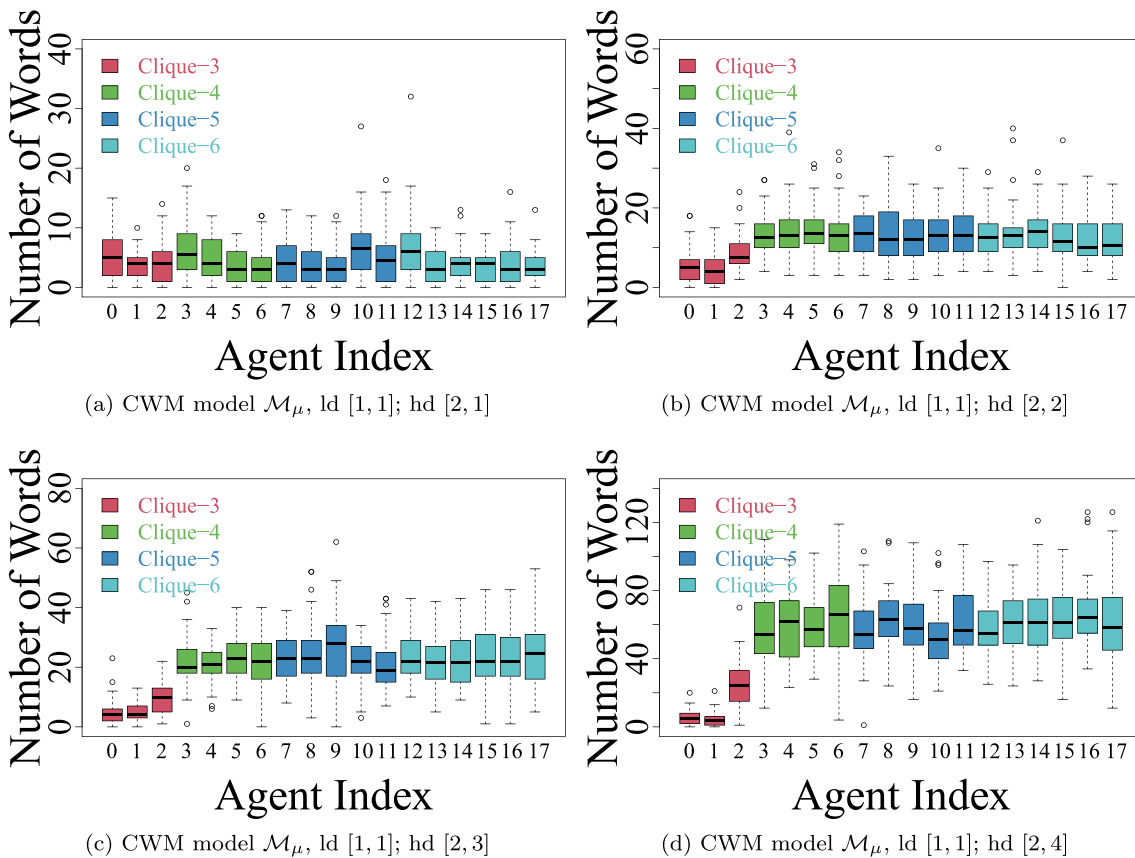 Number of Words
40
30
20
10
0
Clique−3
Clique−4
Clique−5
Clique−6
0 1 2 3 4 5 6 7 8 9 10 11 12 13 14 15 16 17
Agent Index
(a) CWM model ℳμ, ld [1, 1]; hd [2, 1]
Number of Words
60
40
20
0
Clique−3
Clique−4
Clique−5
Clique−6
0 1 2 3 4 5 6 7 8 9 10 11 12 13 14 15 16 17
Agent Index
(b) CWM model ℳμ, ld [1, 1]; hd [2, 2]
Number of Words
80
60
40
20
0
Clique−3
Clique−4
Clique−5
Clique−6
0 1 2 3 4 5 6 7 8 9 10 11 12 13 14 15 16 17
Agent Index
(c) CWM model ℳμ, ld [1, 1]; hd [2, 3]
Number of Words
120
80
40
0
Clique−3
Clique−4
Clique−5
Clique−6
0 1 2 3 4 5 6 7 8 9 10 11 12 13 14 15 16 17
Agent Index
(d) CWM model ℳμ, ld [1, 1]; hd [2, 4]